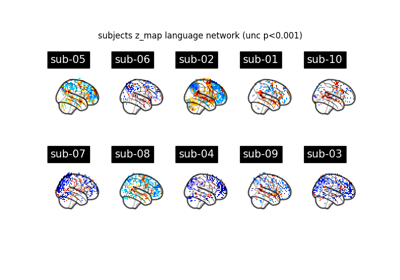 subjects z_map language network (unc p<0.001)
sub-05 sub-06 sub-02 sub-01 sub-10
sub-07 sub-08 sub-04 sub-09 sub-03